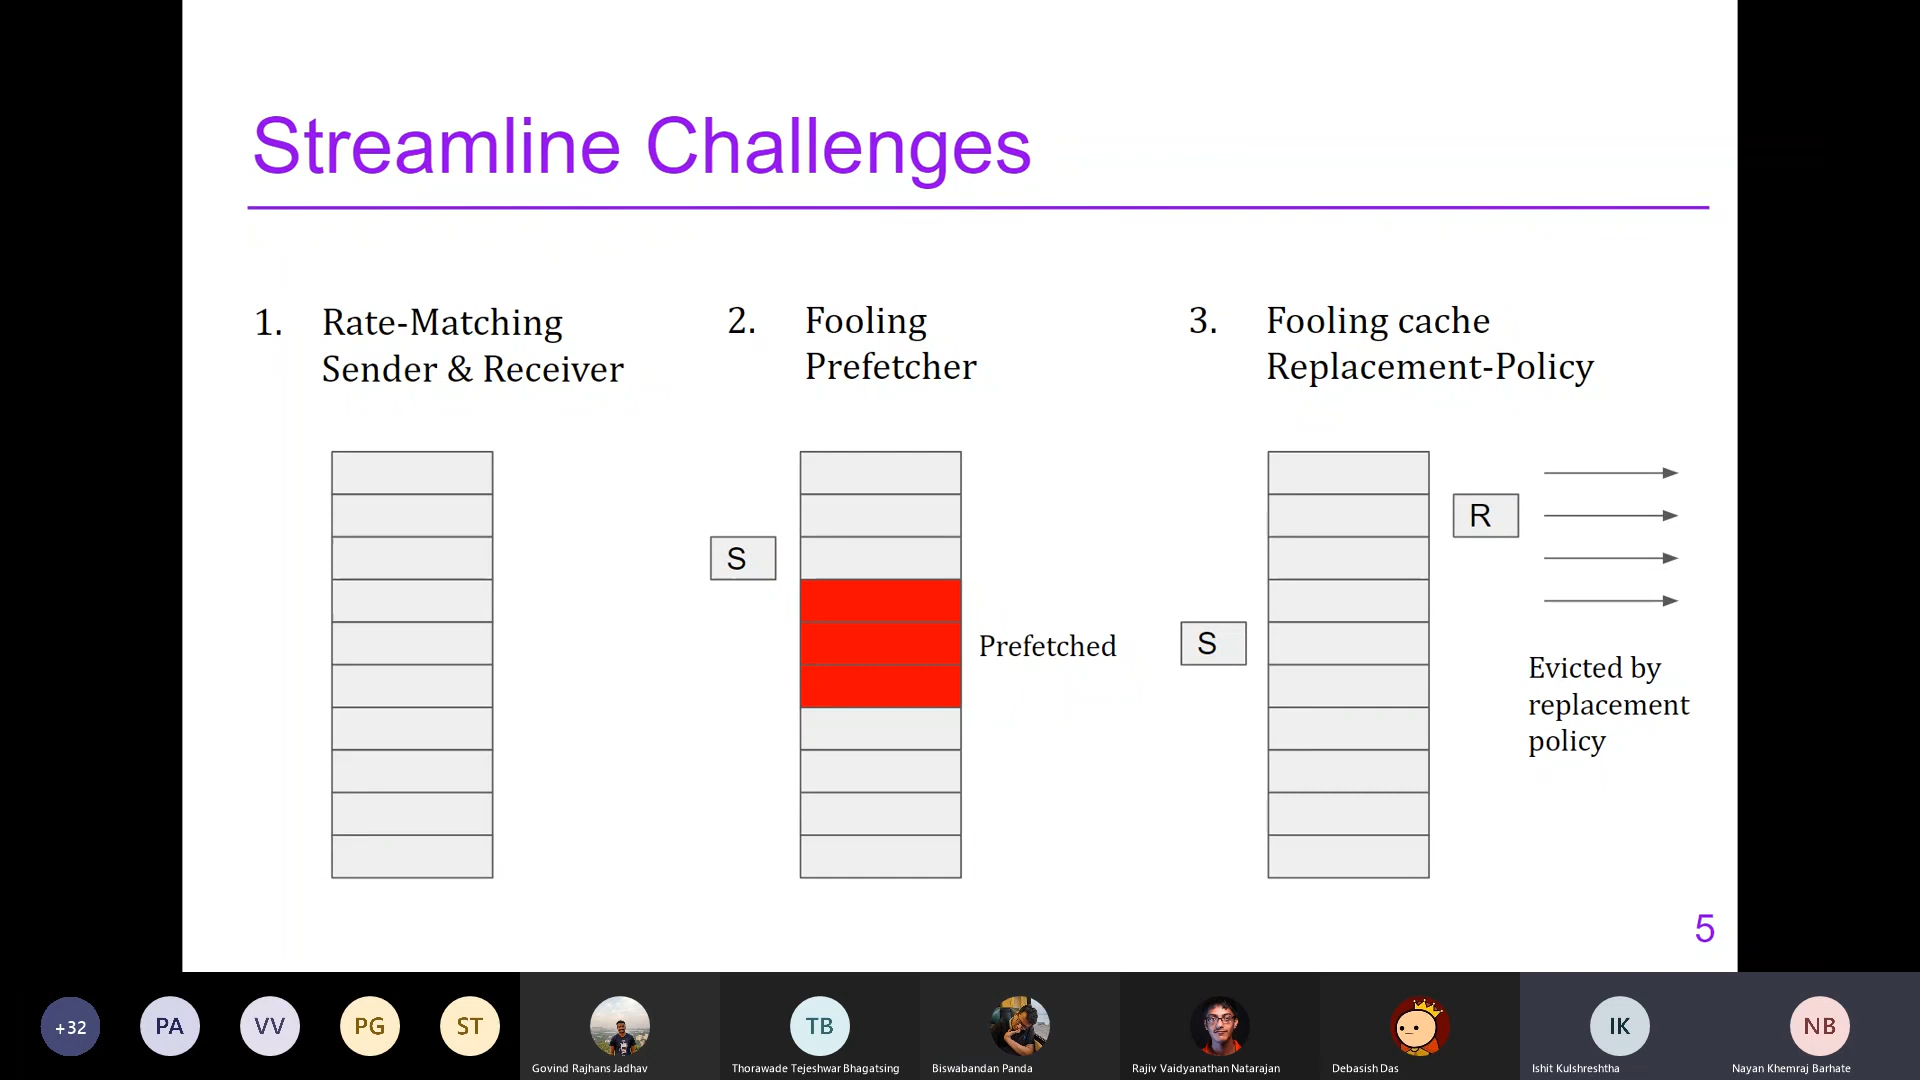 Streamline Challenges
1. Rate-Matching
Sender & Receiver
2. Fooling
Prefetcher
3. Fooling cache
Replacement-Policy
S
Prefetched
S
R
Evicted by
replacement
policy
5
+32
PA
VV
PG
ST
Govind Rajhans Jadhav
TB
Thorawade Tejeshwar Bhagatsing
Biswabandan Panda
Rajiv Vaidyanathan Natarajan
Debasish Das
IK
Ishit Kulshreshtha
NB
Nayan Khemraj Barhate